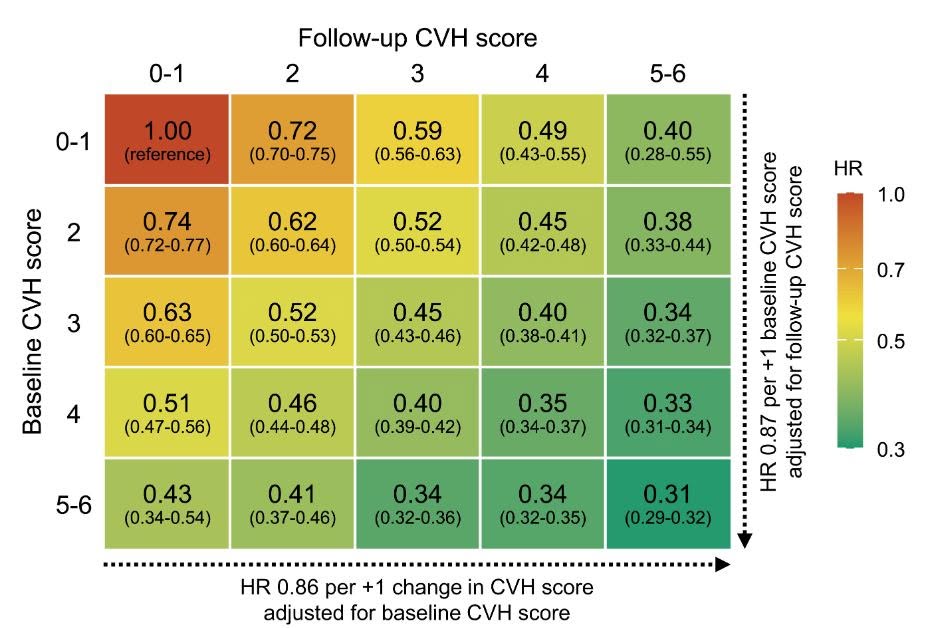 Follow-up CVH score
0-1 2 3 4 5-6
Baseline CVH score
0-1
1.00 0.72 0.59 0.49 0.40
(reference) (0.70-0.75) (0.56-0.63) (0.43-0.55) (0.28-0.55)
2
0.74 0.62 0.52 0.45 0.38
(0.72-0.77) (0.60-0.64) (0.50-0.54) (0.42-0.48) (0.33-0.44)
3
0.63 0.52 0.45 0.40 0.34
(0.60-0.65) (0.50-0.53) (0.43-0.46) (0.38-0.41) (0.32-0.37)
4
0.51 0.46 0.40 0.35 0.33
(0.47-0.56) (0.44-0.48) (0.39-0.42) (0.34-0.37) (0.31-0.34)
5-6
0.43 0.41 0.34 0.34 0.31
(0.34-0.54) (0.37-0.46) (0.32-0.36) (0.32-0.35) (0.29-0.32)
HR 0.86 per +1 change in CVH score
adjusted for baseline CVH score
HR 0.87 per +1 baseline CVH score
adjusted for follow-up CVH score
HR
1.0
0.7
0.5
0.3